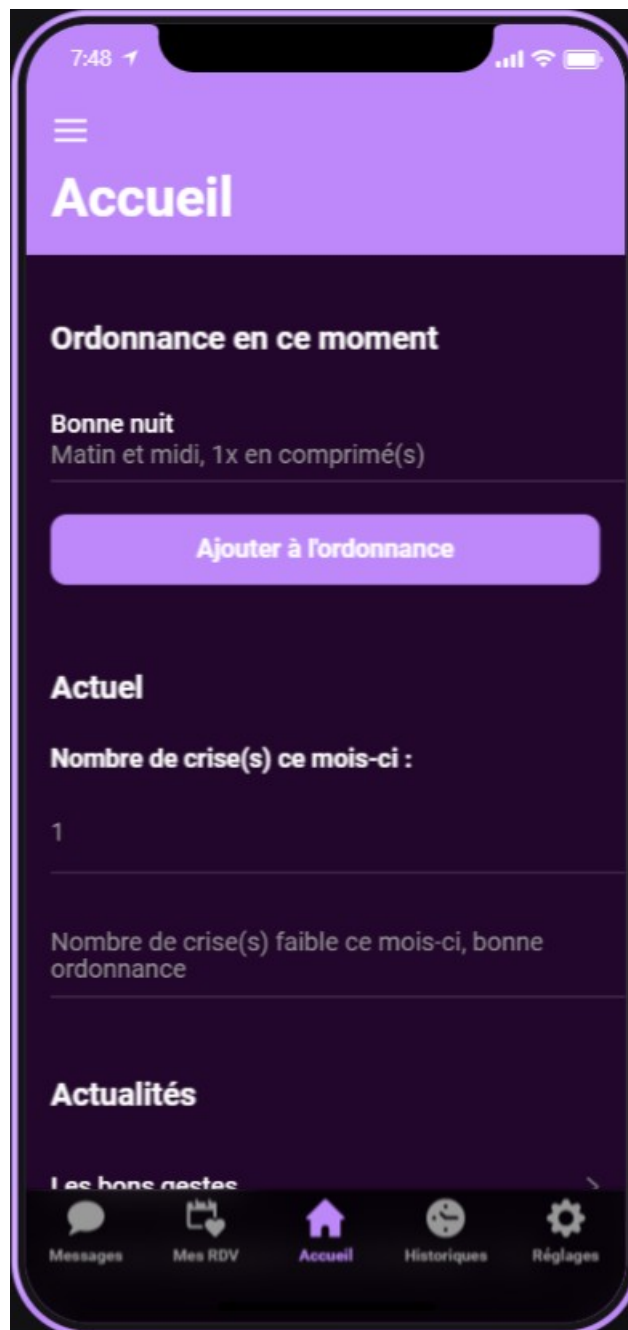 7:48
Accueil
Ordonnance en ce moment
Bonne nuit
Matin et midi, 1x en comprimé(s)
Ajouter à l'ordonnance
Actuel
Nombre de crise(s) ce mois-ci :
1
Nombre de crise(s) faible ce mois-ci, bonne
ordonnance
Actualités
Les bons gestes
Messages
Mes RDV
Accueil
Historiques
Réglages